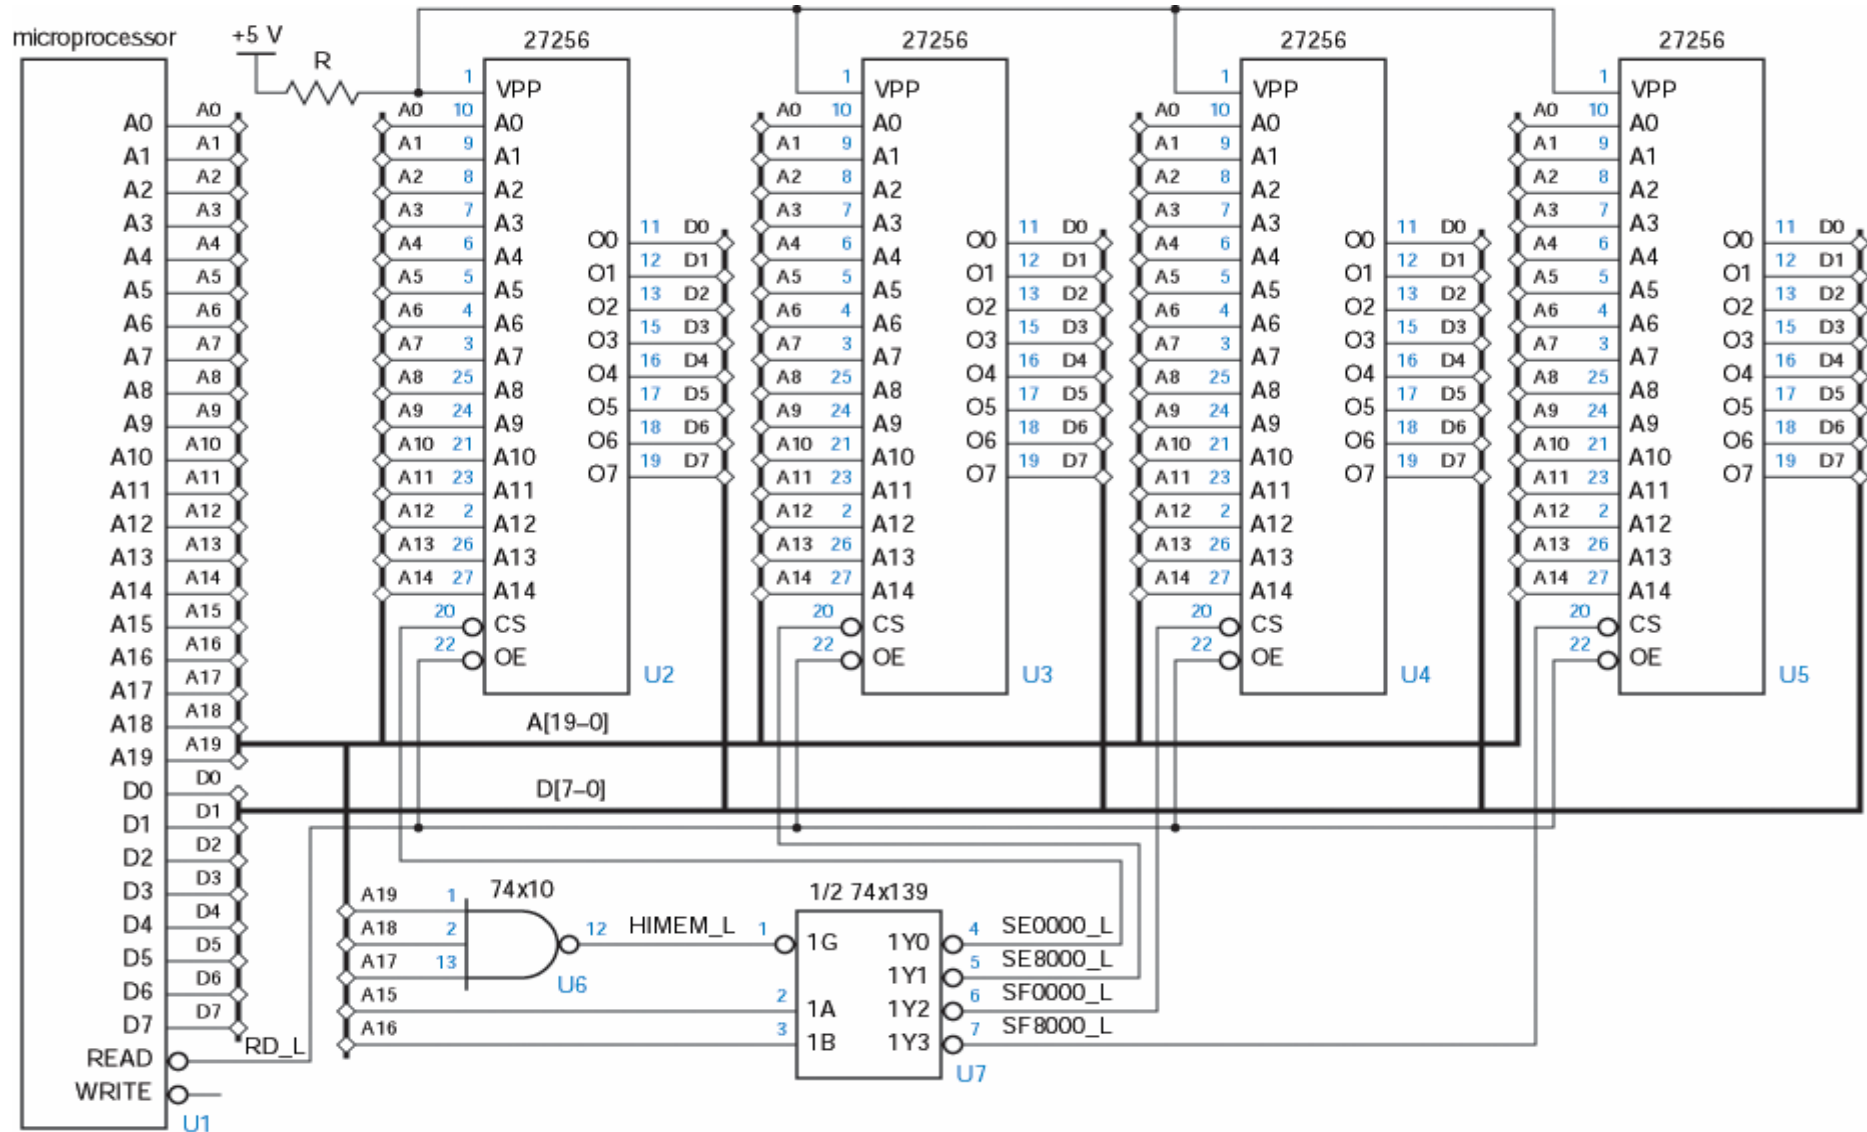 microprocessor
+5 V
R
27256
27256
27256
27256
A0 A0
A1 A1
A2 A2
A3 A3
A4 A4
A5 A5
A6 A6
A7 A7
A8 A8
A9 A9
A10 A10
A11 A11
A12 A12
A13 A13
A14 A14
A15 A15
A16 A16
A17 A17
A18 A18
A19 A19
D0 D0
D1 D1
D2 D2
D3 D3
D4 D4
D5 D5
D6 D6
D7 D7
READ RD_L
WRITE
U1
1 VPP
A0 10 A0
A1 9 A1
A2 8 A2
A3 7 A3
A4 6 A4
A5 5 A5
A6 4 A6
A7 3 A7
A8 25 A8
A9 24 A9
A10 21 A10
A11 23 A11
A12 2 A12
A13 26 A13
A14 27 A14
20 CS
22 OE
O0 11 D0
O1 12 D1
O2 13 D2
O3 15 D3
O4 16 D4
O5 17 D5
O6 18 D6
O7 19 D7
U2
1 VPP
A0 10 A0
A1 9 A1
A2 8 A2
A3 7 A3
A4 6 A4
A5 5 A5
A6 4 A6
A7 3 A7
A8 25 A8
A9 24 A9
A10 21 A10
A11 23 A11
A12 2 A12
A13 26 A13
A14 27 A14
20 CS
22 OE
O0 11 D0
O1 12 D1
O2 13 D2
O3 15 D3
O4 16 D4
O5 17 D5
O6 18 D6
O7 19 D7
U3
1 VPP
A0 10 A0
A1 9 A1
A2 8 A2
A3 7 A3
A4 6 A4
A5 5 A5
A6 4 A6
A7 3 A7
A8 25 A8
A9 24 A9
A10 21 A10
A11 23 A11
A12 2 A12
A13 26 A13
A14 27 A14
20 CS
22 OE
O0 11 D0
O1 12 D1
O2 13 D2
O3 15 D3
O4 16 D4
O5 17 D5
O6 18 D6
O7 19 D7
U4
1 VPP
A0 10 A0
A1 9 A1
A2 8 A2
A3 7 A3
A4 6 A4
A5 5 A5
A6 4 A6
A7 3 A7
A8 25 A8
A9 24 A9
A10 21 A10
A11 23 A11
A12 2 A12
A13 26 A13
A14 27 A14
20 CS
22 OE
O0 11 D0
O1 12 D1
O2 13 D2
O3 15 D3
O4 16 D4
O5 17 D5
O6 18 D6
O7 19 D7
U5
A[19–0]
D[7–0]
74x10
A19 1
A18 2
A17 13
12 HIMEM_L
U6
A15 2 1A
A16 3 1B
1/2 74x139
1 1G
1Y0 4 SE0000_L
1Y1 5 SE8000_L
1Y2 6 SF0000_L
1Y3 7 SF8000_L
U7